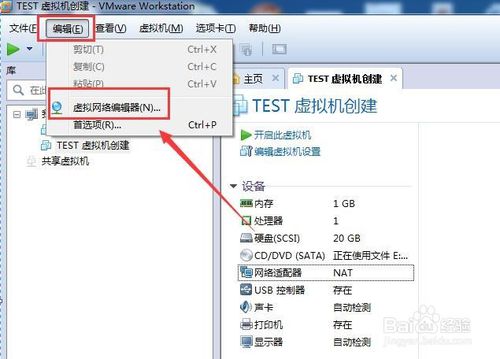 TEST 虚拟机创建 - VMware Workstation
文件(F) 编辑(E) 查看(V) 虚拟机(M) 选项卡(T) 帮助(H)
剪切(T) Ctrl+X
复制(C) Ctrl+C
粘贴(P) Ctrl+V
虚拟网络编辑器(N)...
首选项(R)... Ctrl+P
库
TEST 虚拟机创建
共享虚拟机
主页
TEST 虚拟机创建
TEST 虚拟机创建
开启此虚拟机
编辑虚拟机设置
设备
内存 1 GB
处理器 1
硬盘(SCSI) 20 GB
CD/DVD (SATA) 正在使用文件 E:...
网络适配器 NAT
USB 控制器 存在
声卡 自动检测
打印机 存在
显示器 自动检测
Bai 百度 经验
jingyan.baidu.com